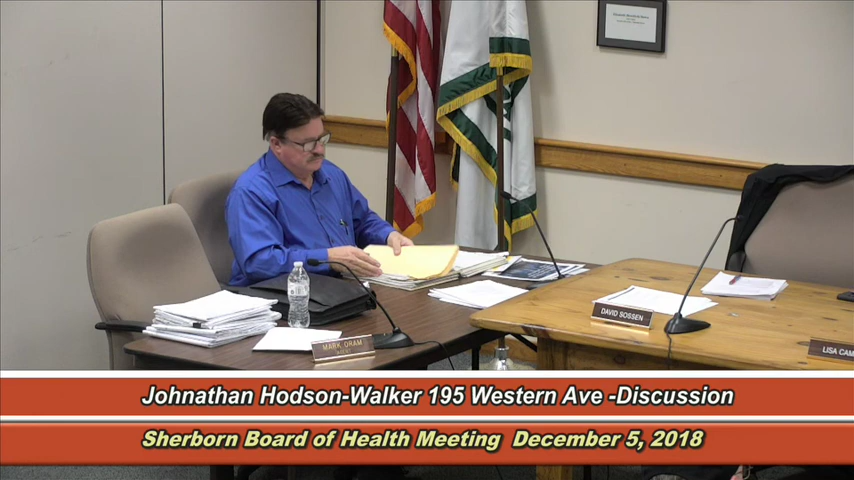 MARK ORAM
AGENT
DAVID SOSSEN
LISA CAM
Johnathan Hodson-Walker 195 Western Ave -Discussion
Sherborn Board of Health Meeting December 5, 2018